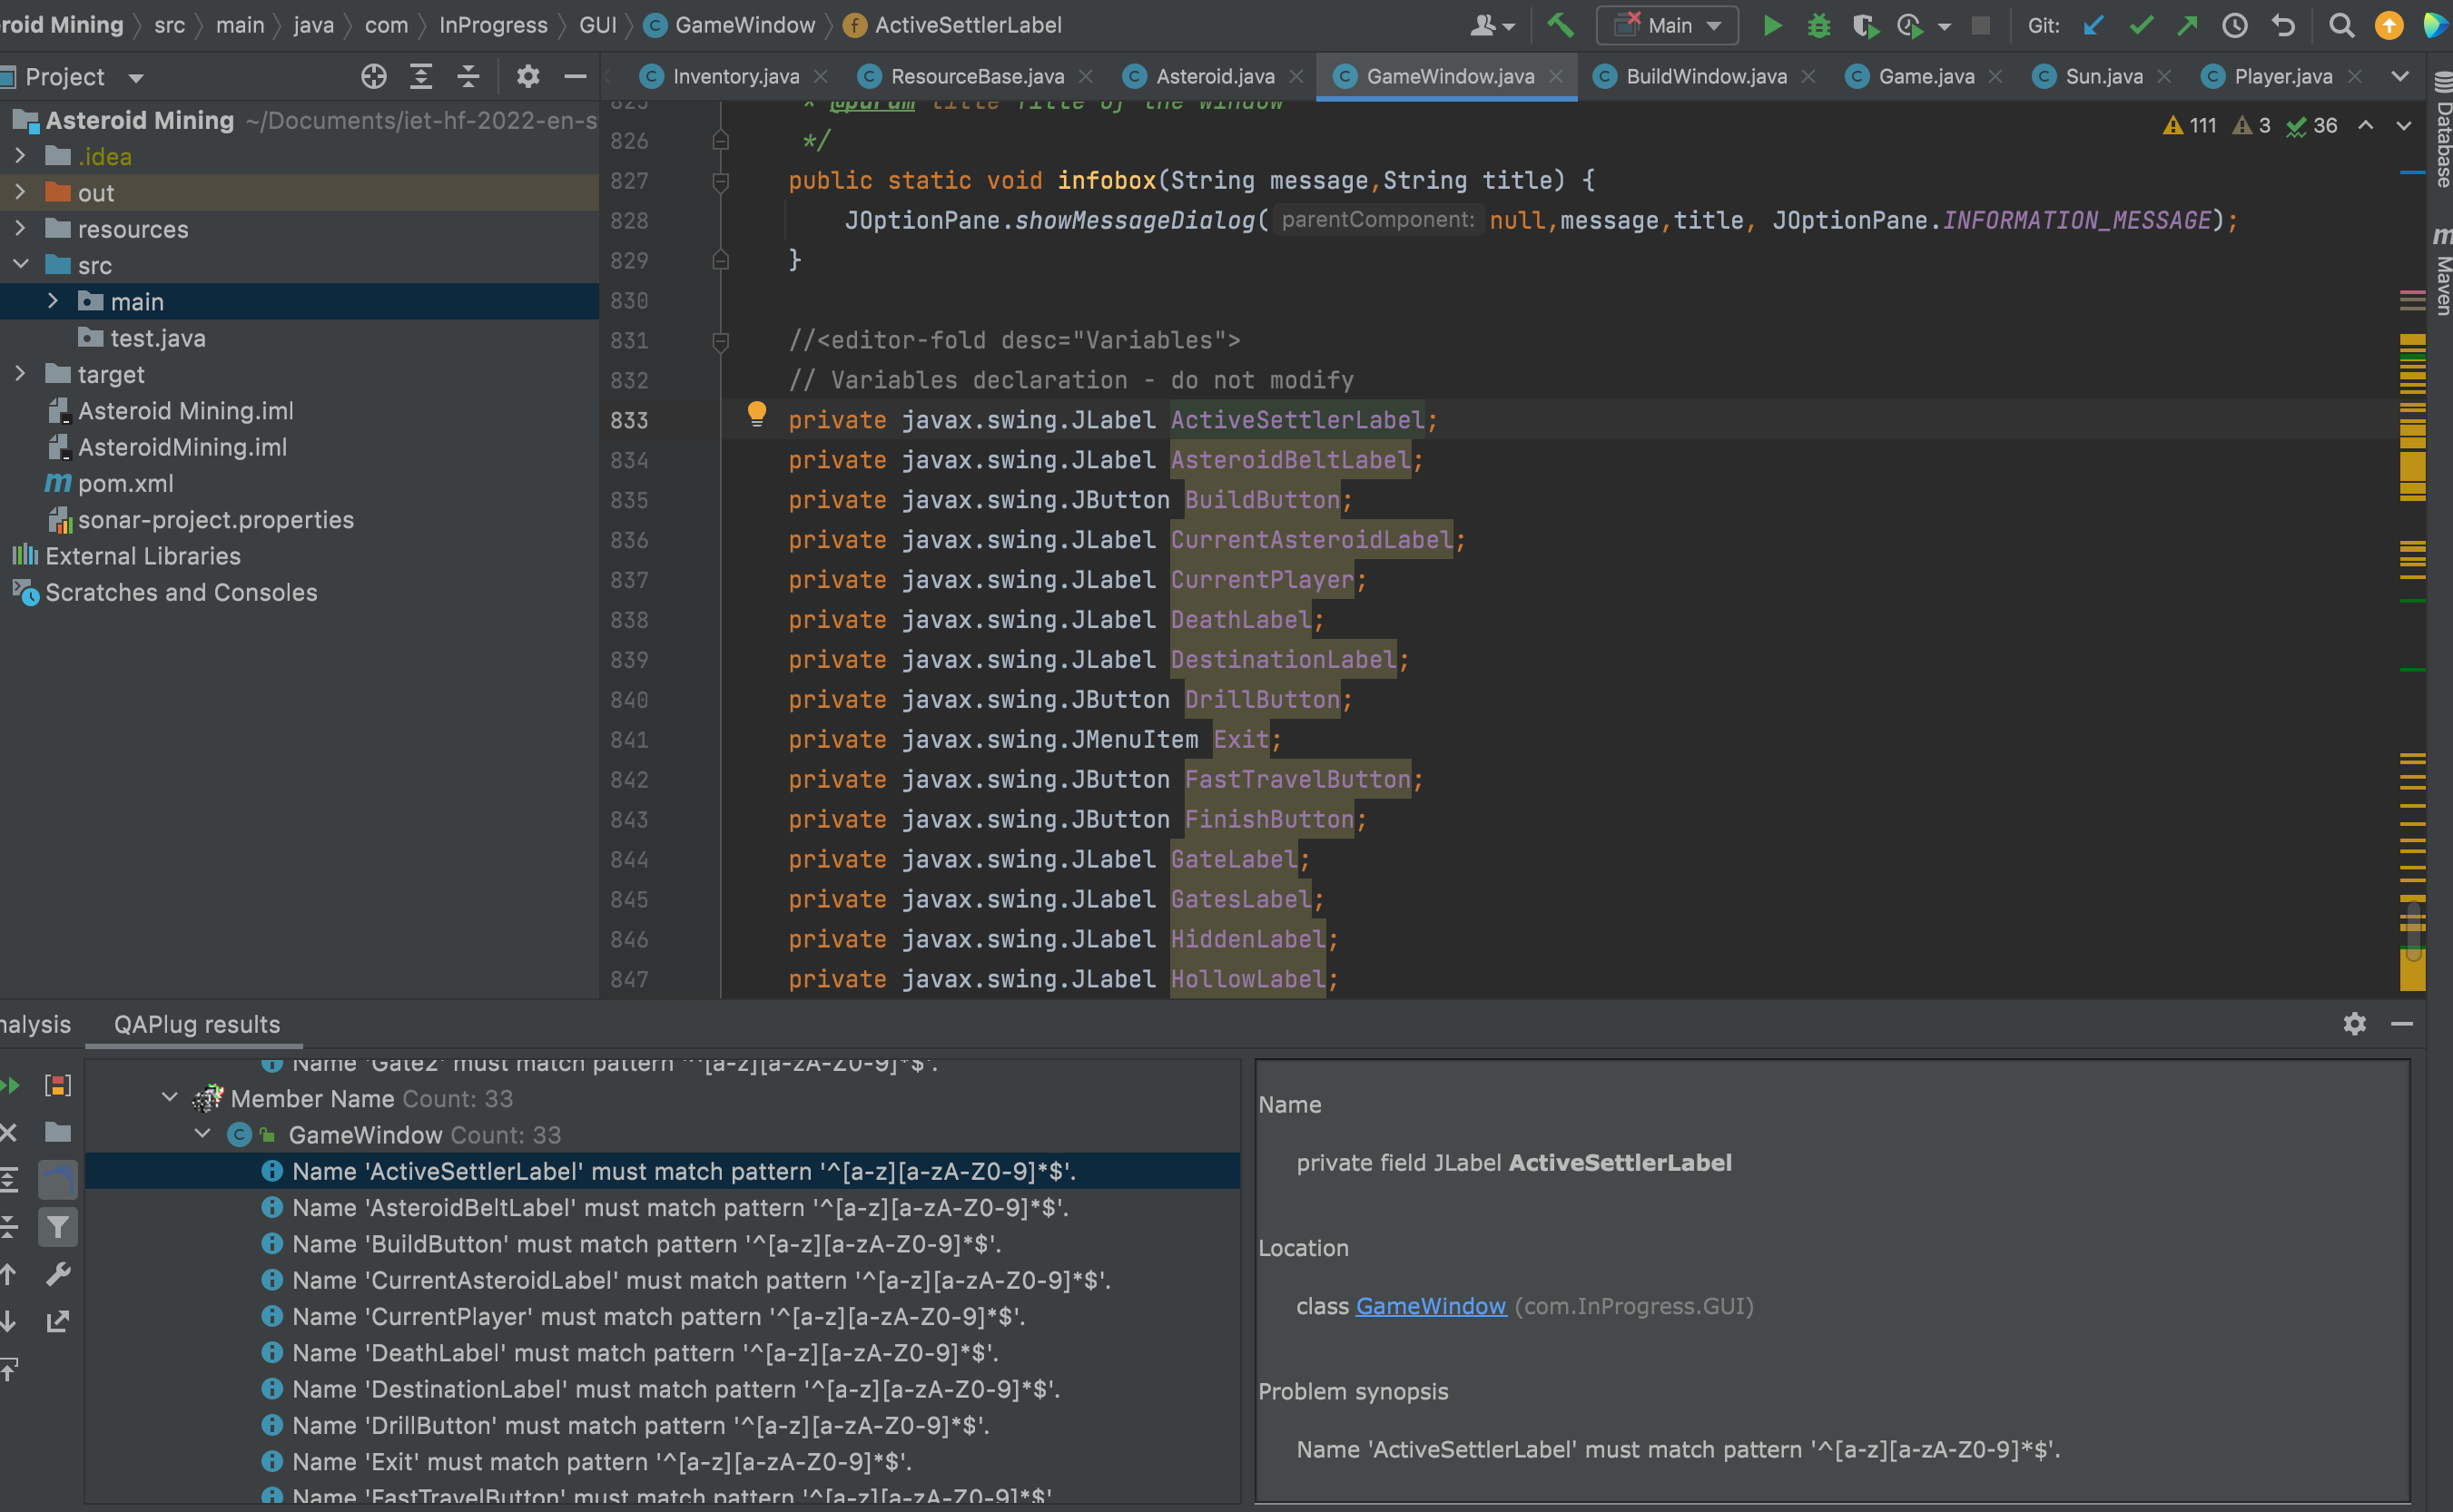 roid Mining src main java com InProgress GUI GameWindow ActiveSettlerLabel Main Git:
Project
Inventory.java ResourceBase.java Asteroid.java GameWindow.java BuildWindow.java Game.java Sun.java Player.java
Asteroid Mining ~/Documents/iet-hf-2022-en-s
.idea
out
resources
src
main
test.java
target
Asteroid Mining.iml
AsteroidMining.iml
pom.xml
sonar-project.properties
External Libraries
Scratches and Consoles
111 3 36
825 * @param title Title of the window
826 */
827 public static void infobox(String message,String title) {
828 JOptionPane.showMessageDialog( parentComponent: null,message,title, JOptionPane.INFORMATION_MESSAGE);
829 }
830
831 //<editor-fold desc="Variables">
832 // Variables declaration - do not modify
833 private javax.swing.JLabel ActiveSettlerLabel;
834 private javax.swing.JLabel AsteroidBeltLabel;
835 private javax.swing.JButton BuildButton;
836 private javax.swing.JLabel CurrentAsteroidLabel;
837 private javax.swing.JLabel CurrentPlayer;
838 private javax.swing.JLabel DeathLabel;
839 private javax.swing.JLabel DestinationLabel;
840 private javax.swing.JButton DrillButton;
841 private javax.swing.JMenuItem Exit;
842 private javax.swing.JButton FastTravelButton;
843 private javax.swing.JButton FinishButton;
844 private javax.swing.JLabel GateLabel;
845 private javax.swing.JLabel GatesLabel;
846 private javax.swing.JLabel HiddenLabel;
847 private javax.swing.JLabel HollowLabel;
Database
Maven
nalysis QAPlug results
Name 'Gate2' must match pattern '^[a-z][a-zA-Z0-9]*$'.
Member Name Count: 33
GameWindow Count: 33
Name 'ActiveSettlerLabel' must match pattern '^[a-z][a-zA-Z0-9]*$'.
Name 'AsteroidBeltLabel' must match pattern '^[a-z][a-zA-Z0-9]*$'.
Name 'BuildButton' must match pattern '^[a-z][a-zA-Z0-9]*$'.
Name 'CurrentAsteroidLabel' must match pattern '^[a-z][a-zA-Z0-9]*$'.
Name 'CurrentPlayer' must match pattern '^[a-z][a-zA-Z0-9]*$'.
Name 'DeathLabel' must match pattern '^[a-z][a-zA-Z0-9]*$'.
Name 'DestinationLabel' must match pattern '^[a-z][a-zA-Z0-9]*$'.
Name 'DrillButton' must match pattern '^[a-z][a-zA-Z0-9]*$'.
Name 'Exit' must match pattern '^[a-z][a-zA-Z0-9]*$'.
Name 'FastTravelButton' must match pattern '^[a-z][a-zA-Z0-9]*$'
Name
private field JLabel ActiveSettlerLabel
Location
class GameWindow (com.InProgress.GUI)
Problem synopsis
Name 'ActiveSettlerLabel' must match pattern '^[a-z][a-zA-Z0-9]*$'.